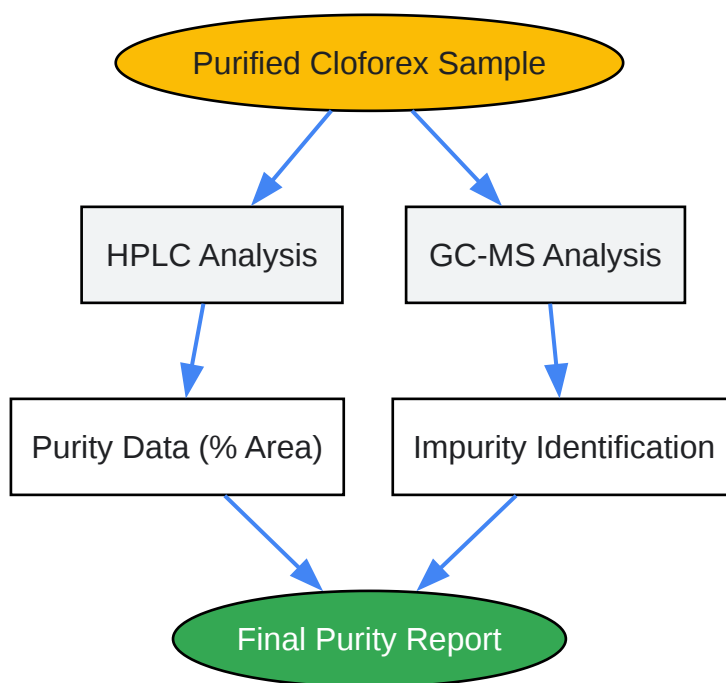 Purified Cloforex Sample
HPLC Analysis
GC-MS Analysis
Purity Data (% Area)
Impurity Identification
Final Purity Report